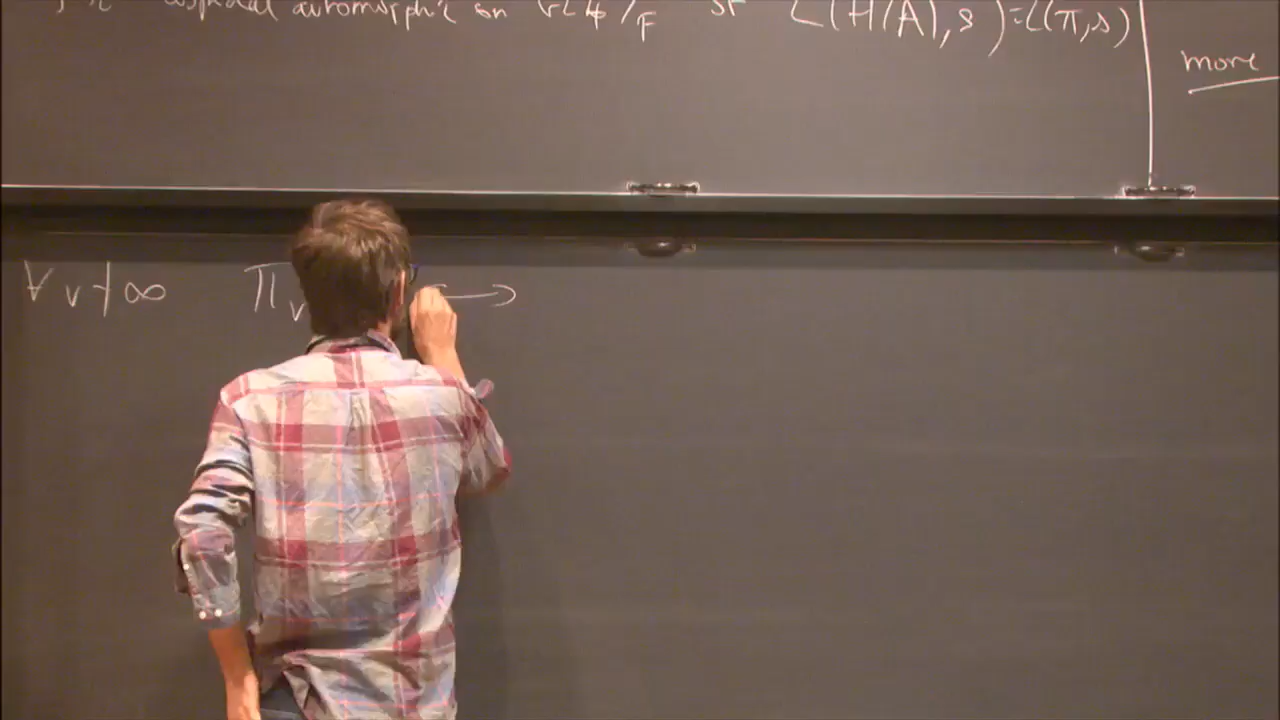 cuspidal automorphic on GL4/F st L(H(A),s)=L(π,s)
more
∀ v∤∞ π_v ⟷